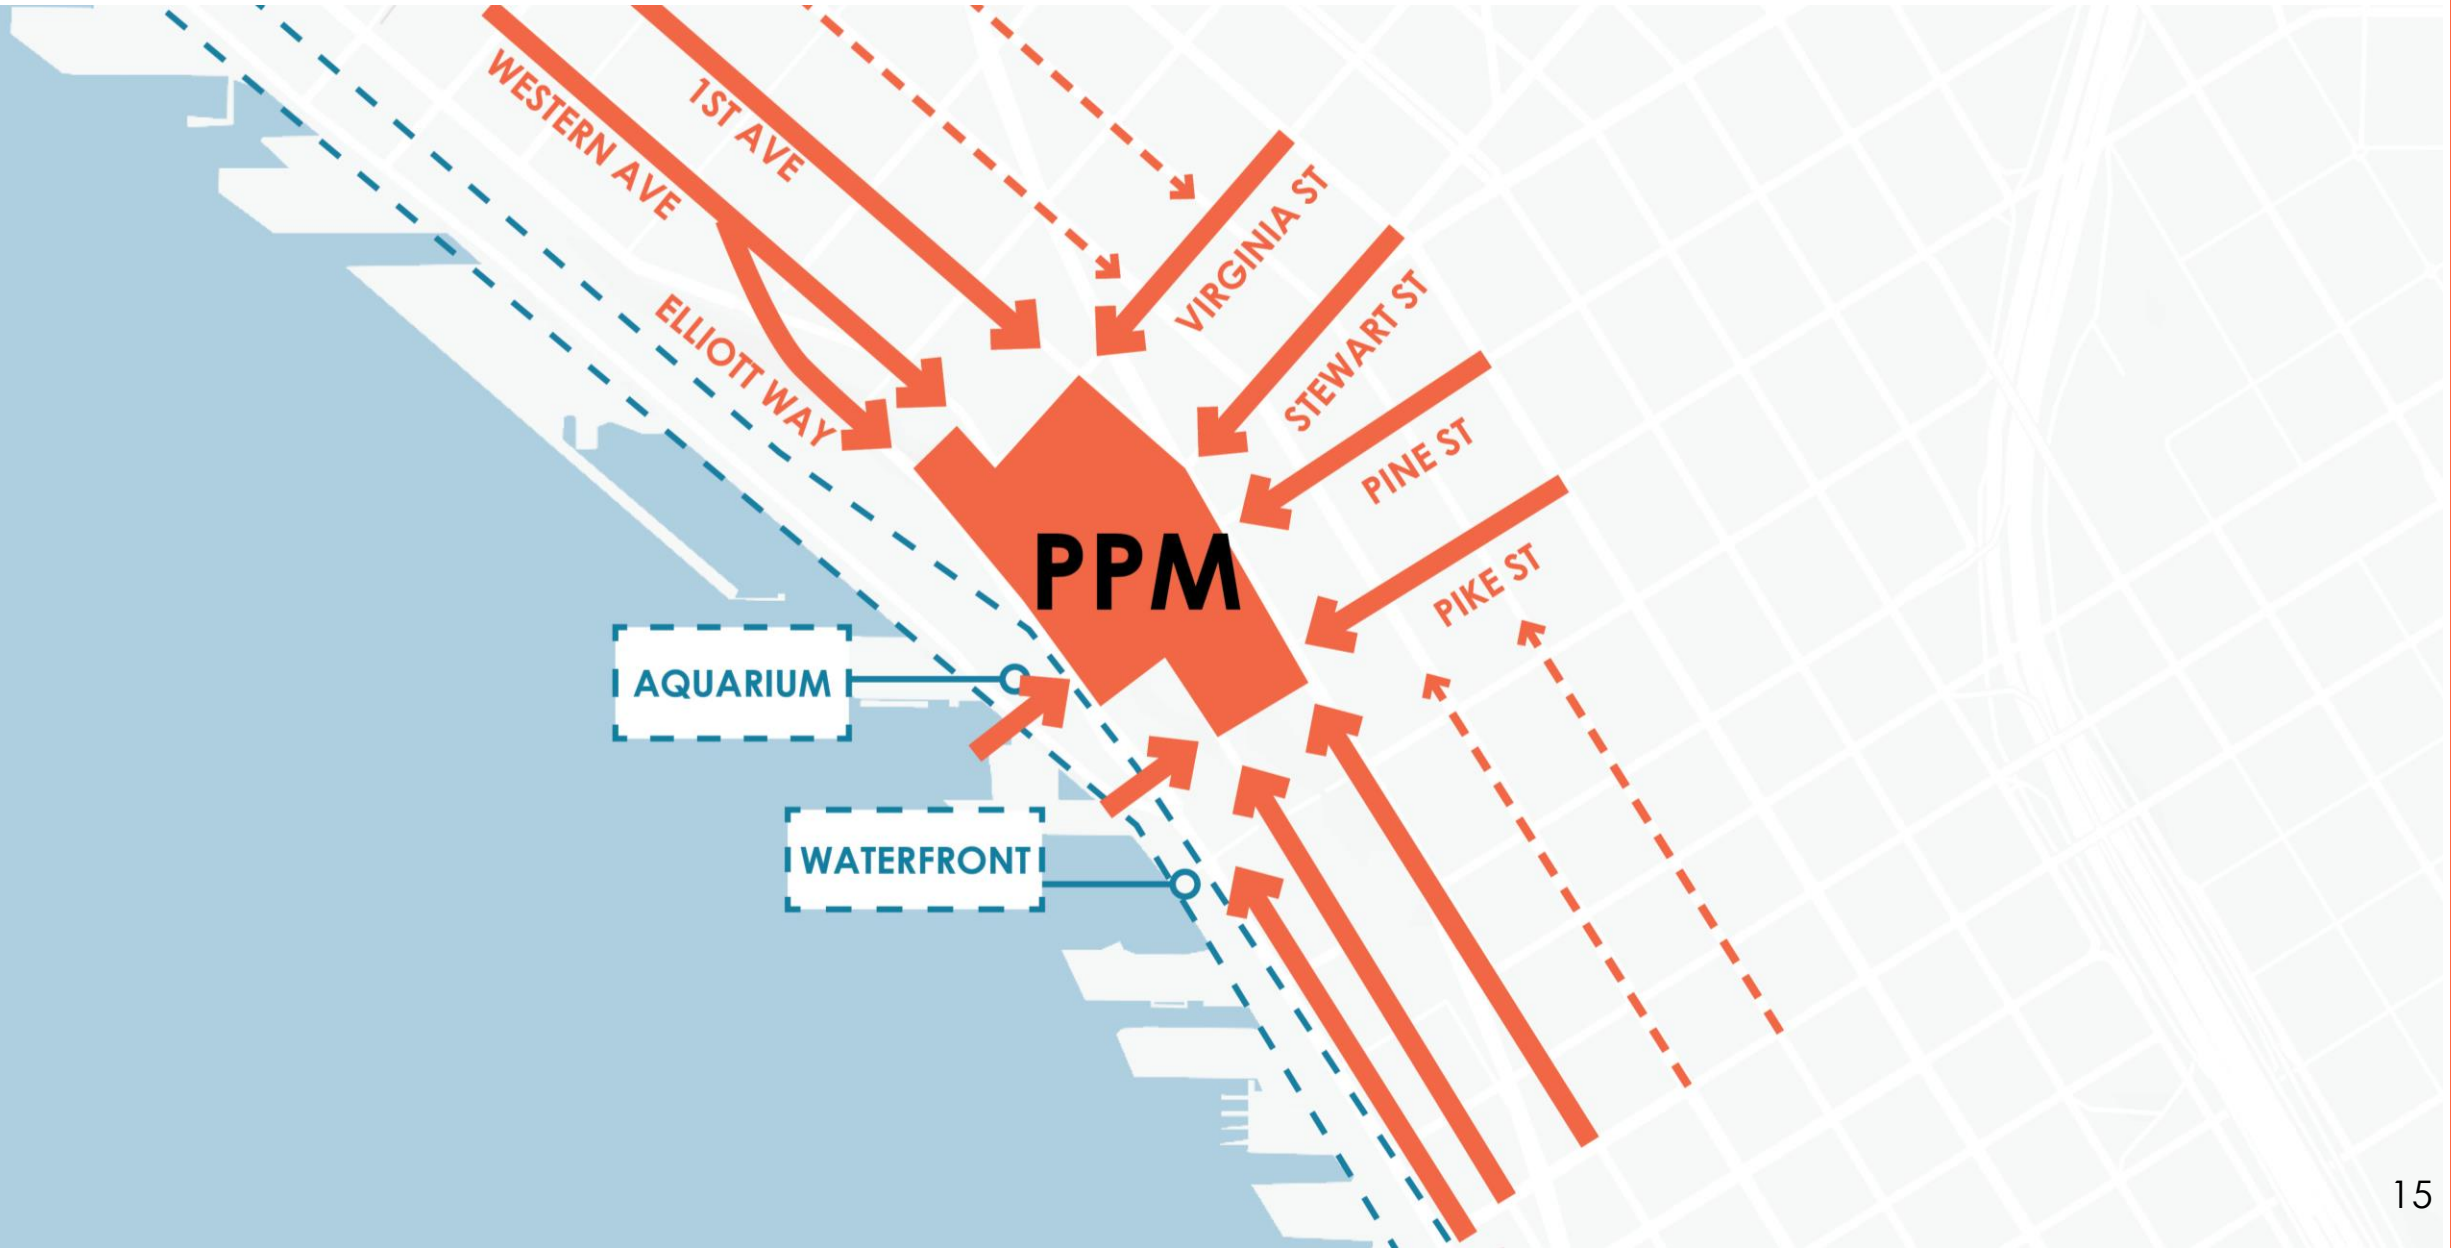 WESTERN AVE
1ST AVE
VIRGINIA ST
STEWART ST
ELLIOTT WAY
PINE ST
PPM
PIKE ST
AQUARIUM
WATERFRONT
15